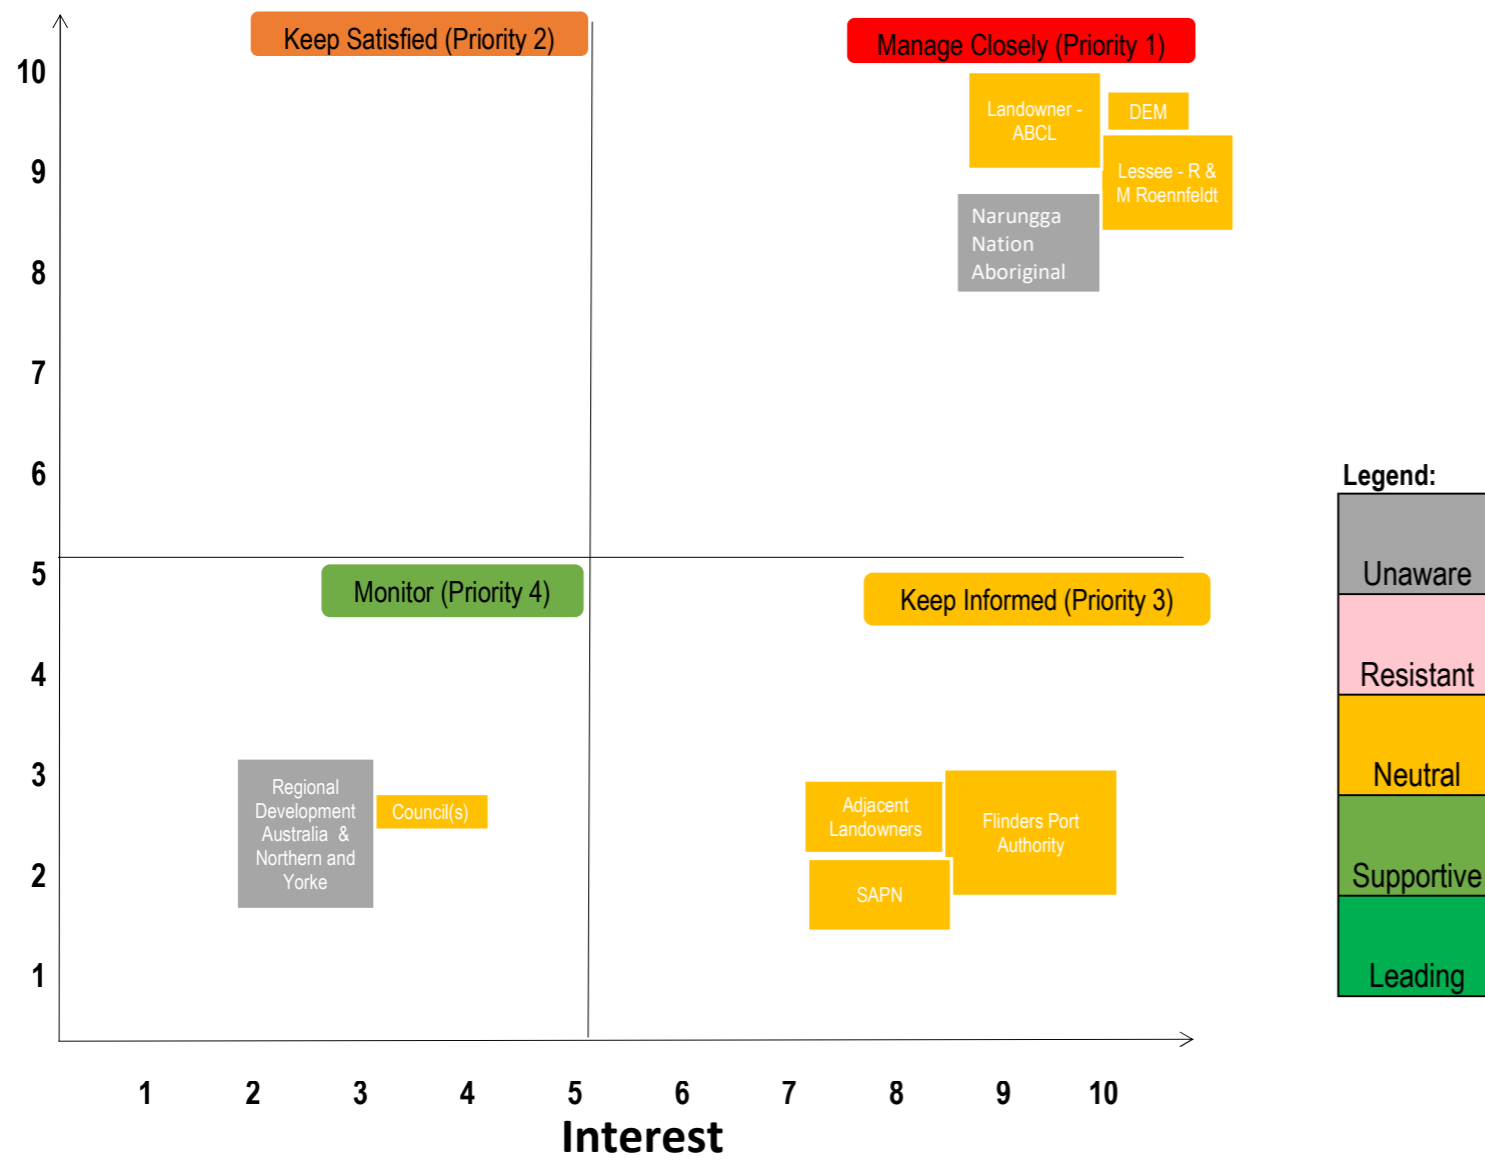 Keep Satisfied (Priority 2)
Manage Closely (Priority 1)
10
9
8
7
6
5
4
3
2
1
Landowner -
ABCL
DEM
Lessee - R &
M Roennfeldt
Narungga
Nation
Aboriginal
Monitor (Priority 4)
Keep Informed (Priority 3)
Regional
Development
Australia &
Northern and
Yorke
Council(s)
Adjacent
Landowners
Flinders Port
Authority
SAPN
1 2 3 4 5 6 7 8 9 10
Interest
Legend:
Unaware
Resistant
Neutral
Supportive
Leading